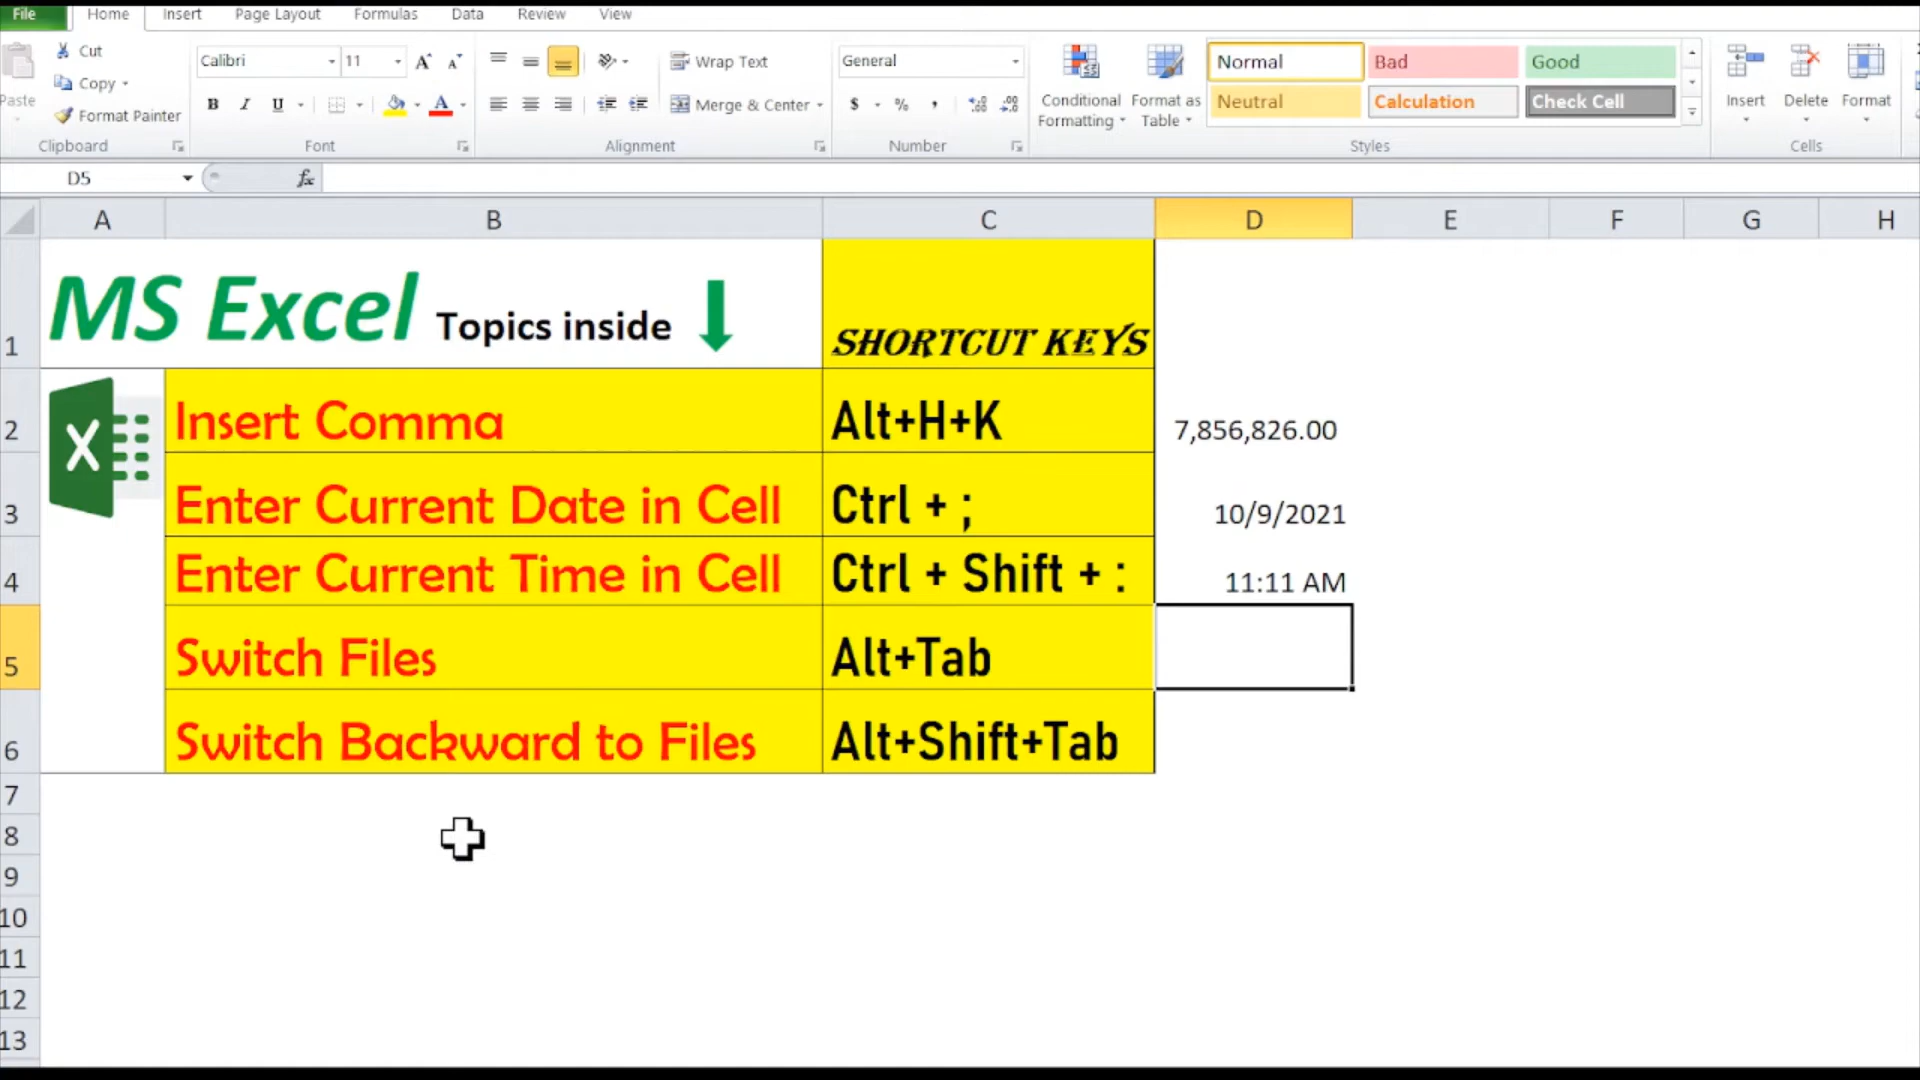 File Home Insert Page Layout Formulas Data Review View
Cut
Copy
Paste
Format Painter
Clipboard
Calibri 11
B I U
Font
Wrap Text
Merge & Center
Alignment
General
$ % ,
Number
Conditional Formatting
Format as Table
Normal Bad Good
Neutral Calculation Check Cell
Styles
Insert Delete Format
Cells
D5 fx
A B C D E F G H
1 MS Excel Topics inside SHORTCUT KEYS
2 X Insert Comma Alt+H+K 7,856,826.00
3 Enter Current Date in Cell Ctrl + ; 10/9/2021
4 Enter Current Time in Cell Ctrl + Shift + : 11:11 AM
5 Switch Files Alt+Tab
6 Switch Backward to Files Alt+Shift+Tab
7
8
9
10
11
12
13